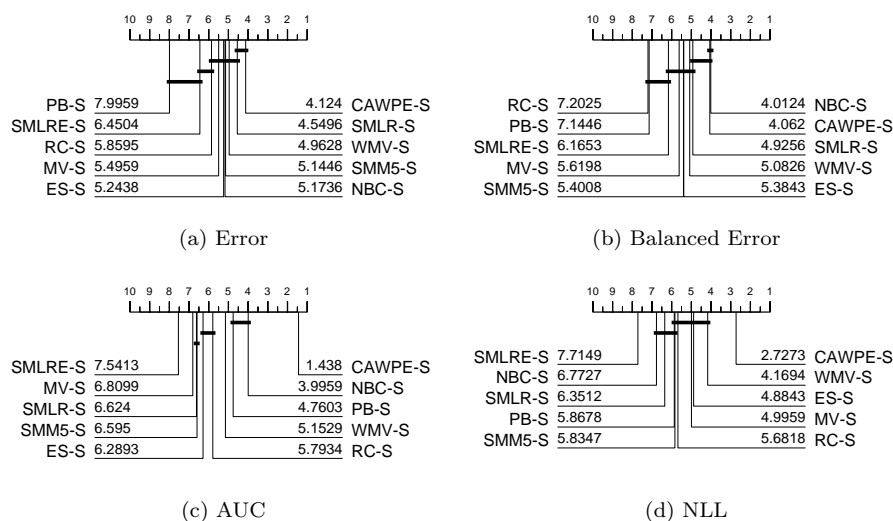 10 9 8 7 6 5 4 3 2 1
PB-S 7.9959 4.124 CAWPE-S
SMLRE-S 6.4504 4.5496 SMLR-S
RC-S 5.8595 4.9628 WMV-S
MV-S 5.4959 5.1446 SMM5-S
ES-S 5.2438 5.1736 NBC-S
(a) Error
10 9 8 7 6 5 4 3 2 1
RC-S 7.2025 4.0124 NBC-S
PB-S 7.1446 4.062 CAWPE-S
SMLRE-S 6.1653 4.9256 SMLR-S
MV-S 5.6198 5.0826 WMV-S
SMM5-S 5.4008 5.3843 ES-S
(b) Balanced Error
10 9 8 7 6 5 4 3 2 1
SMLRE-S 7.5413 1.438 CAWPE-S
MV-S 6.8099 3.9959 NBC-S
SMLR-S 6.624 4.7603 PB-S
SMM5-S 6.595 5.1529 WMV-S
ES-S 6.2893 5.7934 RC-S
(c) AUC
10 9 8 7 6 5 4 3 2 1
SMLRE-S 7.7149 2.7273 CAWPE-S
NBC-S 6.7727 4.1694 WMV-S
SMLR-S 6.3512 4.8843 ES-S
PB-S 5.8678 4.9959 MV-S
SMM5-S 5.8347 5.6818 RC-S
(d) NLL